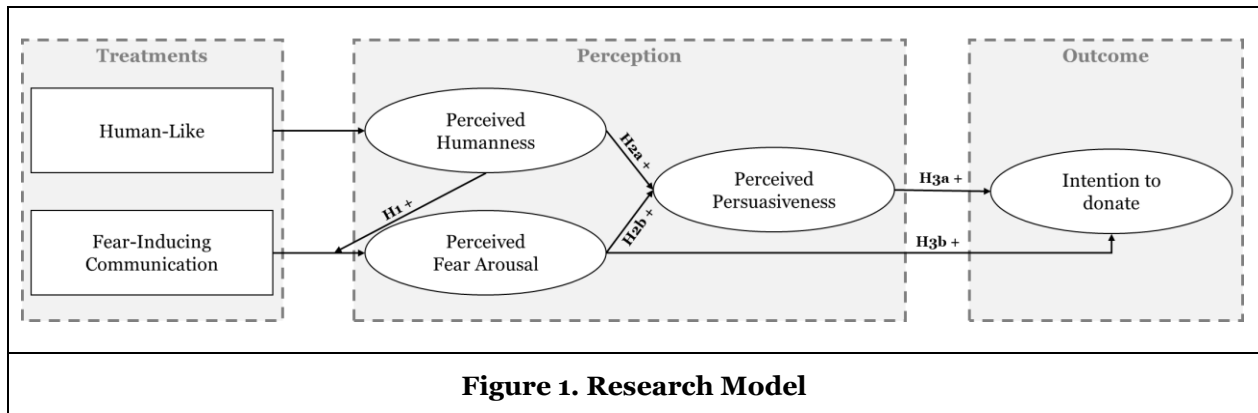 Treatments
Perception
Outcome
Human-Like
Perceived
Humanness
H2a +
Perceived
Persuasiveness
H3a +
Intention to
donate
H1 +
H2b +
Fear-Inducing
Communication
Perceived
Fear Arousal
H3b +
Figure 1. Research Model